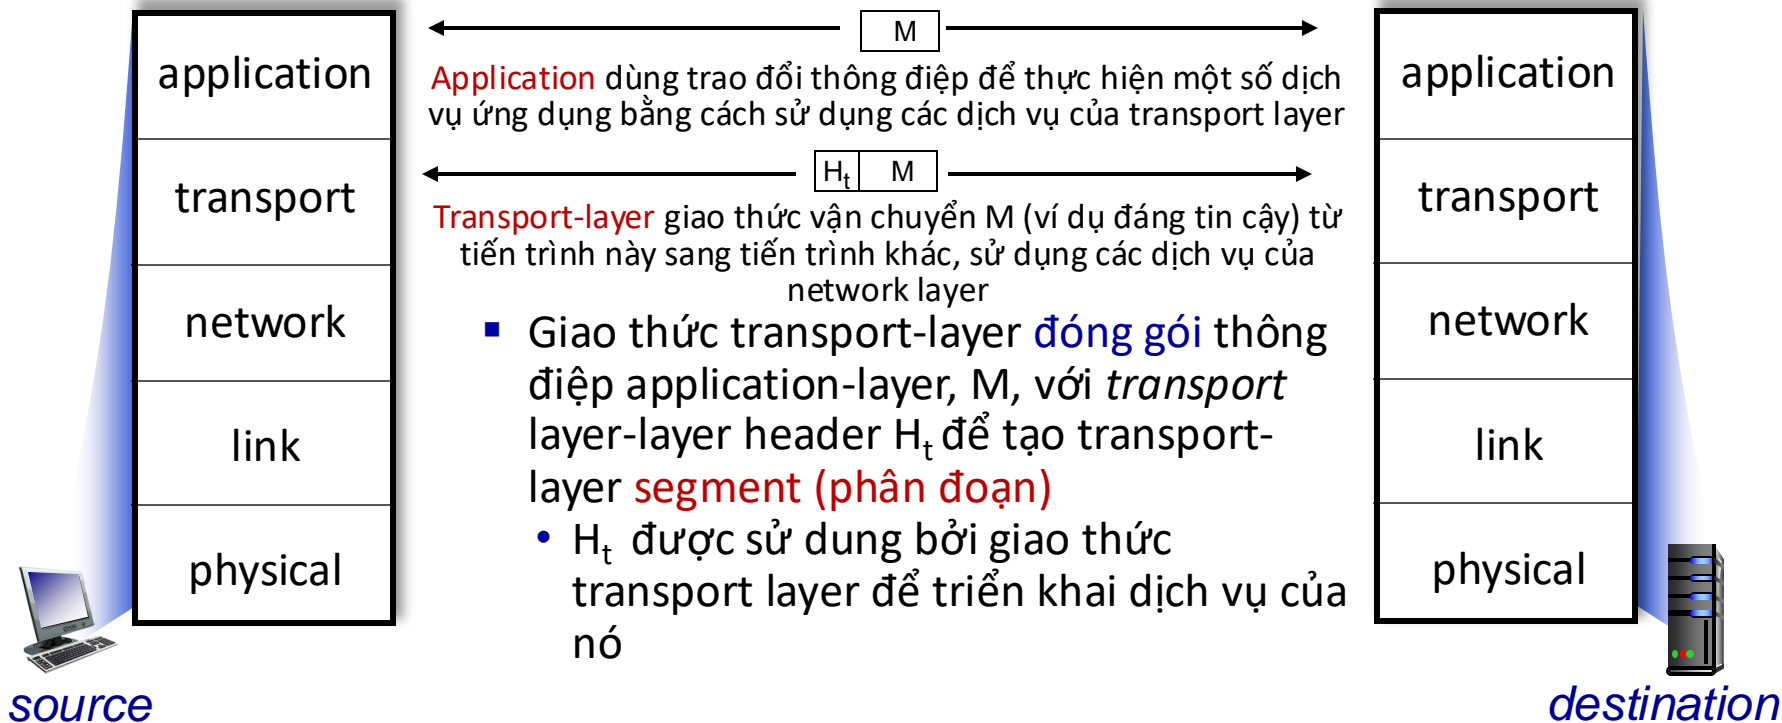 application
transport
network
link
physical
source
M
Application dùng trao đổi thông điệp để thực hiện một số dịch
vụ ứng dụng bằng cách sử dụng các dịch vụ của transport layer
Ht M
Transport-layer giao thức vận chuyển M (ví dụ đáng tin cậy) từ
tiến trình này sang tiến trình khác, sử dụng các dịch vụ của
network layer
▪ Giao thức transport-layer đóng gói thông
điệp application-layer, M, với transport
layer-layer header Ht để tạo transport-
layer segment (phân đoạn)
• Ht được sử dung bởi giao thức
transport layer để triển khai dịch vụ của
nó
application
transport
network
link
physical
destination